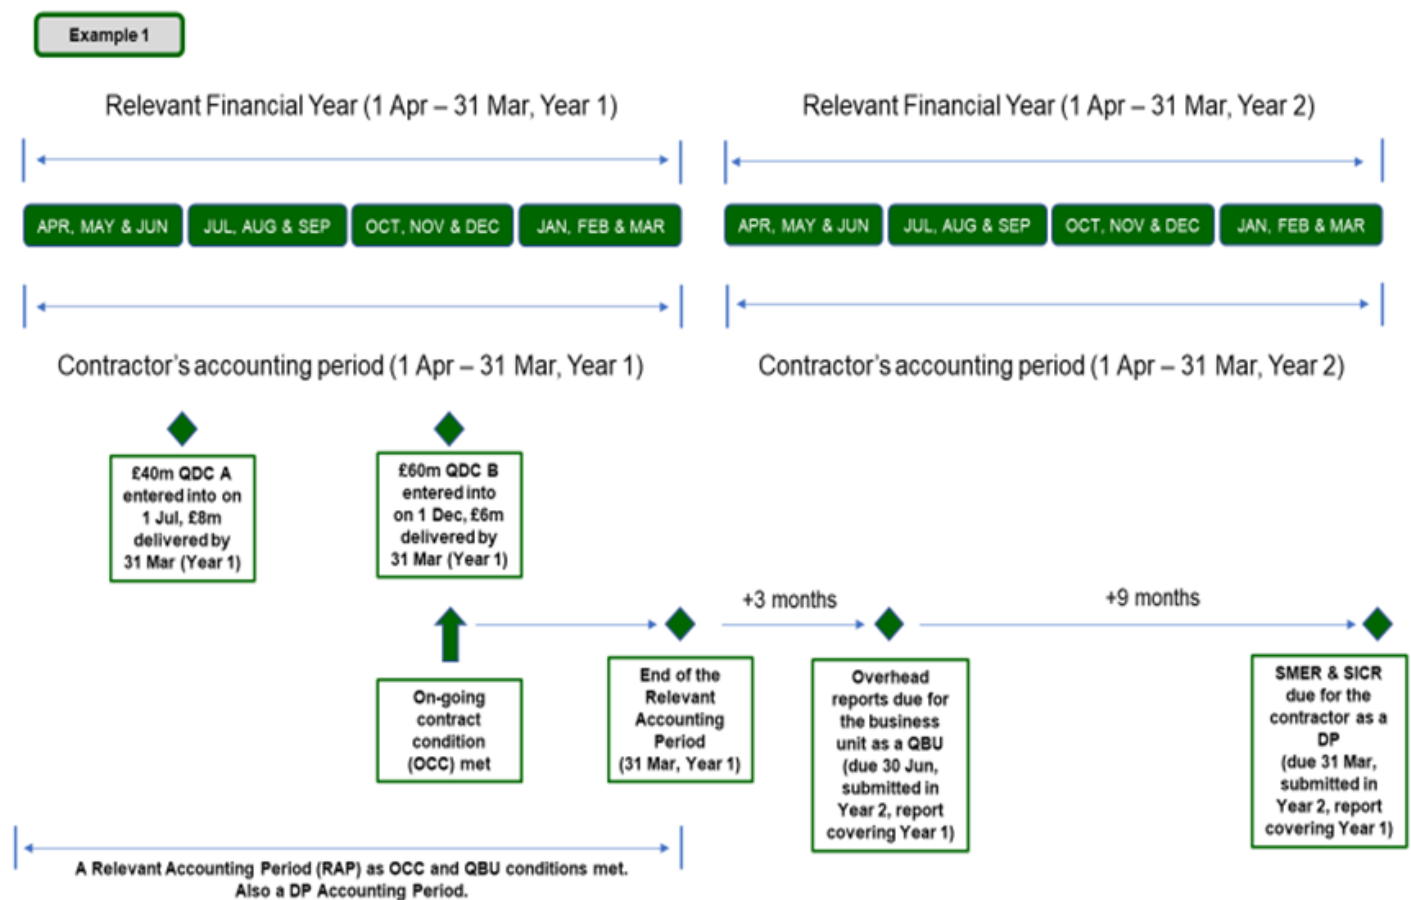 Example 1
Relevant Financial Year (1 Apr – 31 Mar, Year 1)
Relevant Financial Year (1 Apr – 31 Mar, Year 2)
APR, MAY & JUN
JUL, AUG & SEP
OCT, NOV & DEC
JAN, FEB & MAR
APR, MAY & JUN
JUL, AUG & SEP
OCT, NOV & DEC
JAN, FEB & MAR
Contractor's accounting period (1 Apr – 31 Mar, Year 1)
Contractor's accounting period (1 Apr – 31 Mar, Year 2)
£40m QDC A
entered into on
1 Jul, £8m
delivered by
31 Mar (Year 1)
£60m QDC B
entered into
on 1 Dec, £6m
delivered by
31 Mar (Year 1)
+3 months
+9 months
On-going
contract
condition
(OCC) met
End of the
Relevant
Accounting
Period
(31 Mar, Year 1)
Overhead
reports due for
the business
unit as a QBU
(due 30 Jun,
submitted in
Year 2, report
covering Year 1)
SMER & SICR
due for the
contractor as a
DP
(due 31 Mar,
submitted in
Year 2, report
covering Year 1)
A Relevant Accounting Period (RAP) as OCC and QBU conditions met.
Also a DP Accounting Period.